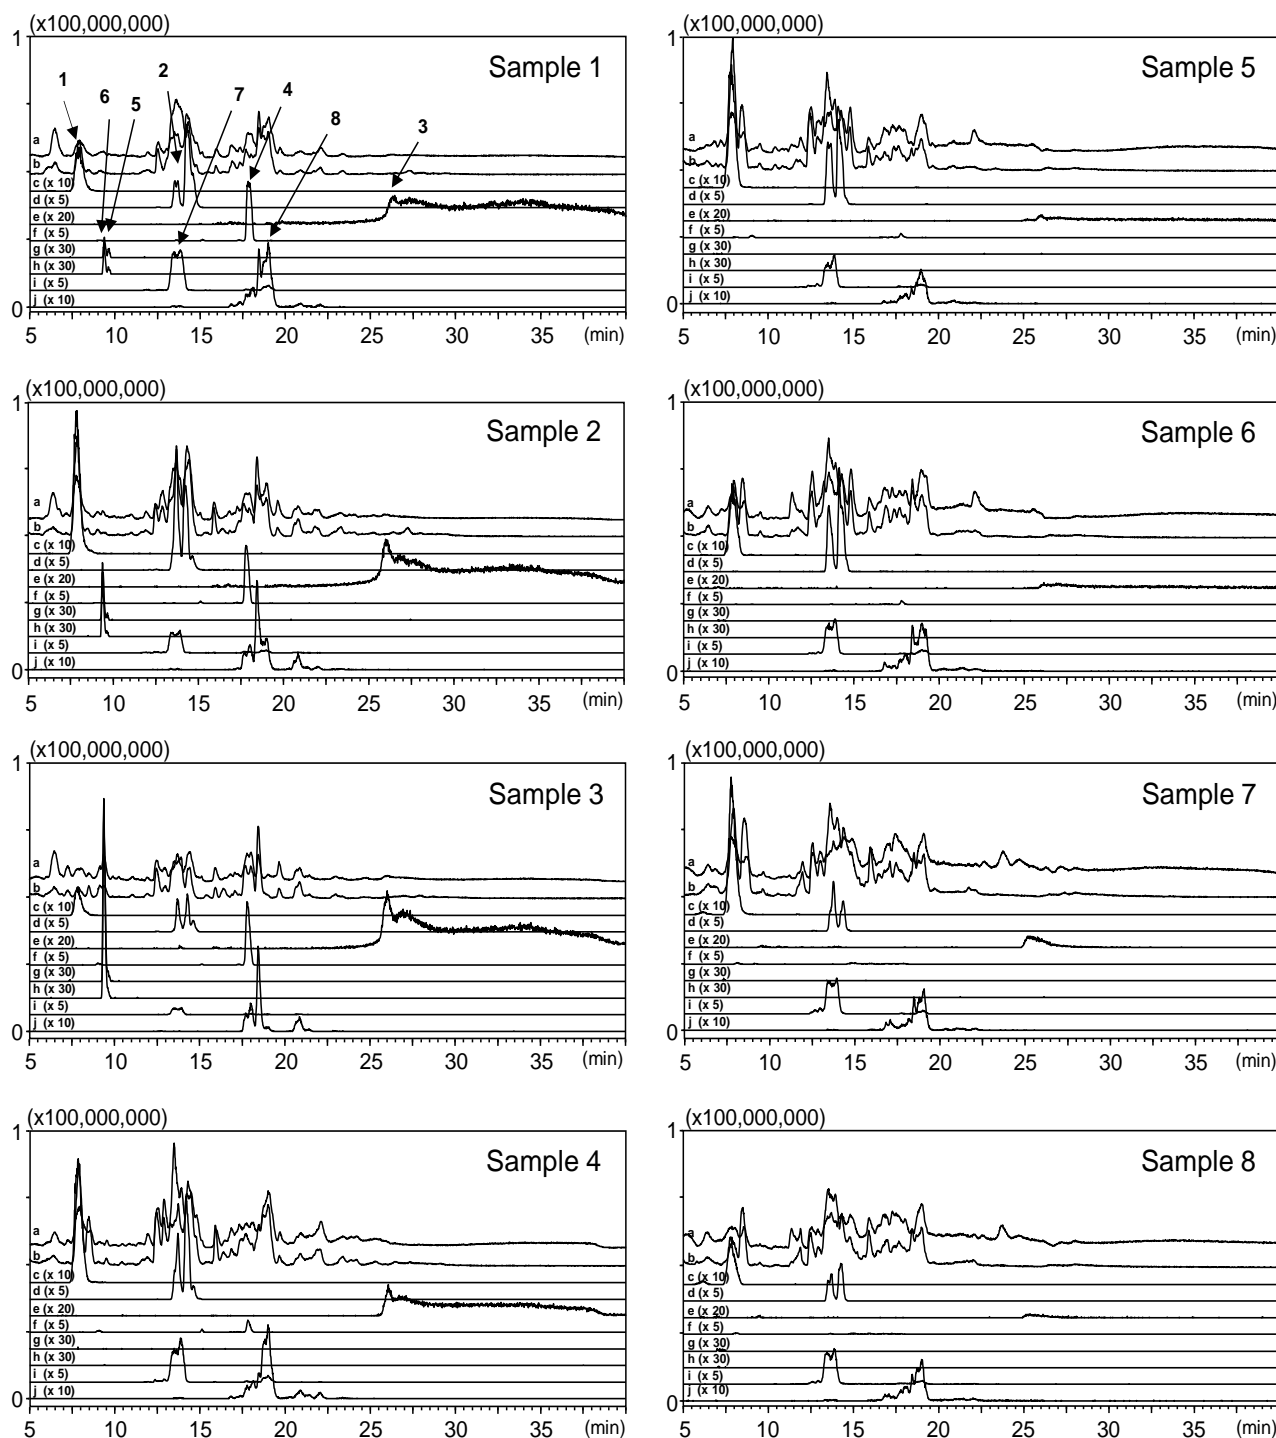 (x100,000,000)
1
Sample 1
1
2
6
5
7
4
8
3
a
b
c (x 10)
d (x 5)
e (x 20)
f (x 5)
g (x 30)
h (x 30)
i (x 5)
j (x 10)
0
5 10 15 20 25 30 35 (min)
(x100,000,000)
1
Sample 2
a
b
c (x 10)
d (x 5)
e (x 20)
f (x 5)
g (x 30)
h (x 30)
i (x 5)
j (x 10)
0
5 10 15 20 25 30 35 (min)
(x100,000,000)
1
Sample 3
a
b
c (x 10)
d (x 5)
e (x 20)
f (x 5)
g (x 30)
h (x 30)
i (x 5)
j (x 10)
0
5 10 15 20 25 30 35 (min)
(x100,000,000)
1
Sample 4
a
b
c (x 10)
d (x 5)
e (x 20)
f (x 5)
g (x 30)
h (x 30)
i (x 5)
j (x 10)
0
5 10 15 20 25 30 35 (min)
(x100,000,000)
1
Sample 5
a
b
c (x 10)
d (x 5)
e (x 20)
f (x 5)
g (x 30)
h (x 30)
i (x 5)
j (x 10)
0
5 10 15 20 25 30 35 (min)
(x100,000,000)
1
Sample 6
a
b
c (x 10)
d (x 5)
e (x 20)
f (x 5)
g (x 30)
h (x 30)
i (x 5)
j (x 10)
0
5 10 15 20 25 30 35 (min)
(x100,000,000)
1
Sample 7
a
b
c (x 10)
d (x 5)
e (x 20)
f (x 5)
g (x 30)
h (x 30)
i (x 5)
j (x 10)
0
5 10 15 20 25 30 35 (min)
(x100,000,000)
1
Sample 8
a
b
c (x 10)
d (x 5)
e (x 20)
f (x 5)
g (x 30)
h (x 30)
i (x 5)
j (x 10)
0
5 10 15 20 25 30 35 (min)